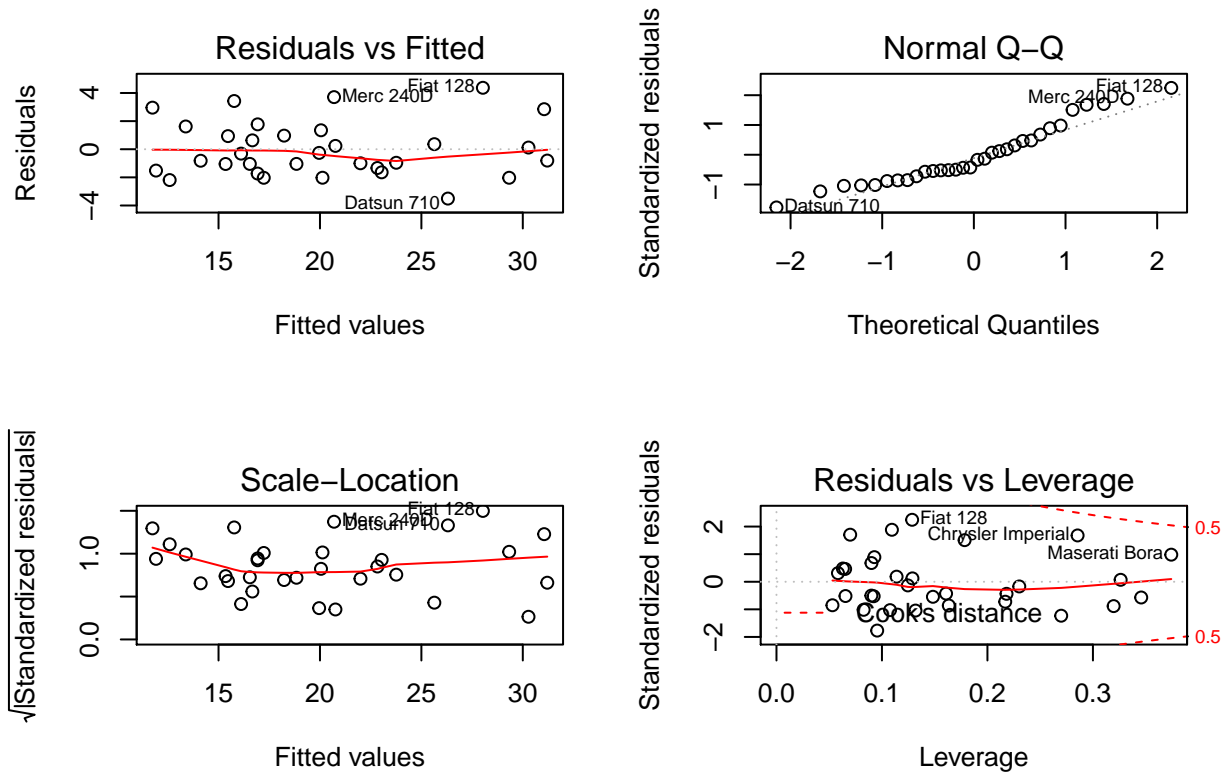 Residuals vs Fitted
Residuals
4
0
−4
Fiat 128
Merc 240D
Datsun 710
15 20 25 30
Fitted values
Normal Q−Q
Standardized residuals
1
−1
Fiat 128
Merc 240D
Datsun 710
−2 −1 0 1 2
Theoretical Quantiles
Scale−Location
√|Standardized residuals|
1.0
0.0
Fiat 128
Merc 240D
Datsun 710
15 20 25 30
Fitted values
Residuals vs Leverage
Standardized residuals
2
0
−2
Fiat 128
Chrysler Imperial
Maserati Bora
0.5
Cook's distance
0.5
0.0 0.1 0.2 0.3
Leverage